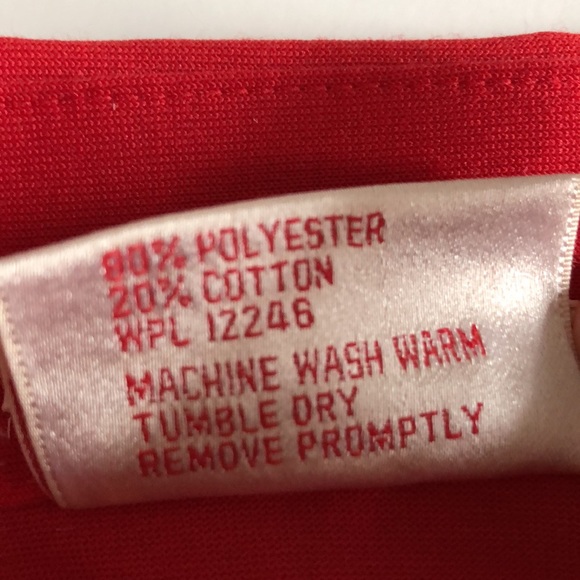 80% POLYESTER
20% COTTON
WPL 12246
MACHINE WASH WARM
TUMBLE DRY
REMOVE PROMPTLY